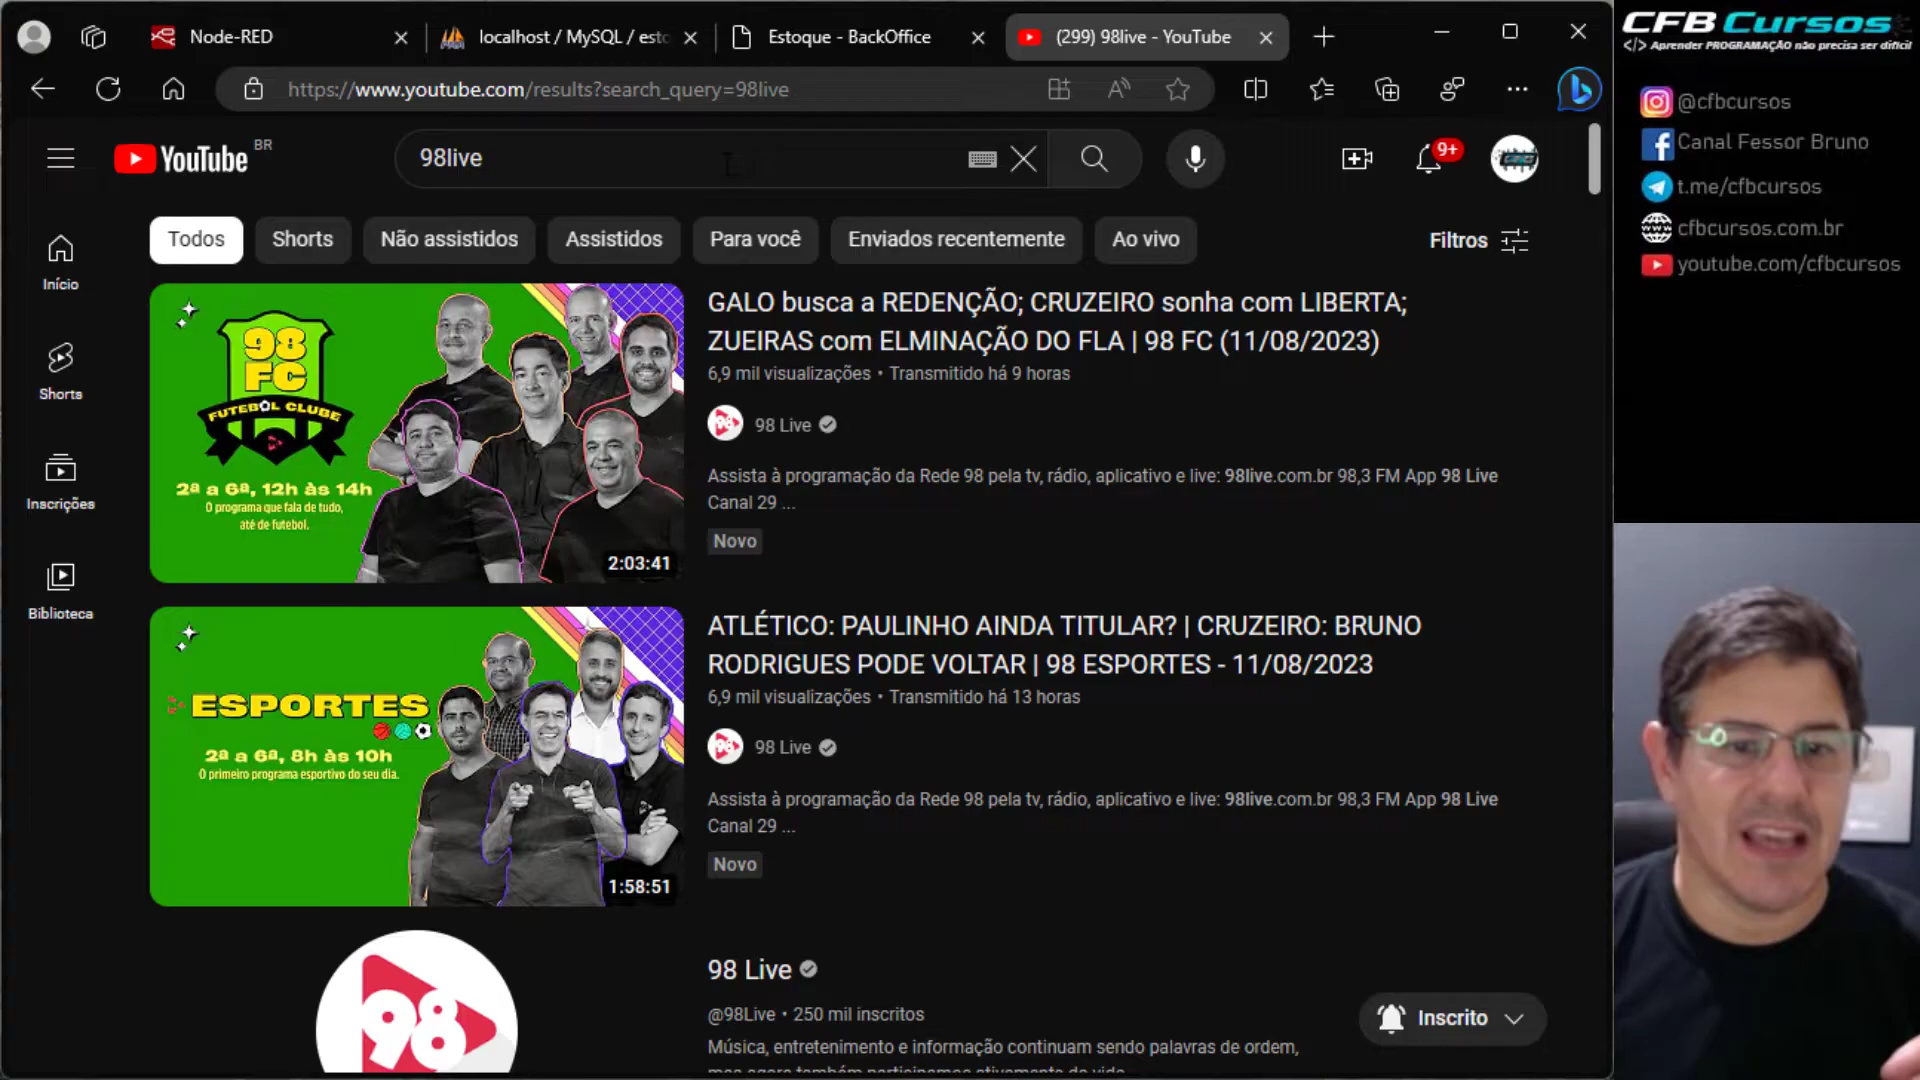 Node-RED
localhost / MySQL / esto
Estoque - BackOffice
(299) 98live - YouTube
https://www.youtube.com/results?search_query=98live
YouTube BR
98live
9+
Todos
Shorts
Não assistidos
Assistidos
Para você
Enviados recentemente
Ao vivo
Filtros
Início
Shorts
Inscrições
Biblioteca
98
FC
FUTEBOL CLUBE
2ª a 6ª, 12h às 14h
O programa que fala de tudo,
até de futebol.
2:03:41
GALO busca a REDENÇÃO; CRUZEIRO sonha com LIBERTA;
ZUEIRAS com ELMINAÇÃO DO FLA | 98 FC (11/08/2023)
6,9 mil visualizações • Transmitido há 9 horas
98 Live
Assista à programação da Rede 98 pela tv, rádio, aplicativo e live: 98live.com.br 98,3 FM App 98 Live
Canal 29 ...
Novo
ESPORTES
2ª a 6ª, 8h às 10h
O primeiro programa esportivo do seu dia.
1:58:51
ATLÉTICO: PAULINHO AINDA TITULAR? | CRUZEIRO: BRUNO
RODRIGUES PODE VOLTAR | 98 ESPORTES - 11/08/2023
6,9 mil visualizações • Transmitido há 13 horas
98 Live
Assista à programação da Rede 98 pela tv, rádio, aplicativo e live: 98live.com.br 98,3 FM App 98 Live
Canal 29 ...
Novo
98
98 Live
@98Live • 250 mil inscritos
Música, entretenimento e informação continuam sendo palavras de ordem,
mas agora também participamos ativamente da vida
Inscrito
CFB Cursos
</> Aprender PROGRAMAÇÃO não precisa ser difícil
@cfbcursos
Canal Fessor Bruno
t.me/cfbcursos
cfbcursos.com.br
youtube.com/cfbcursos